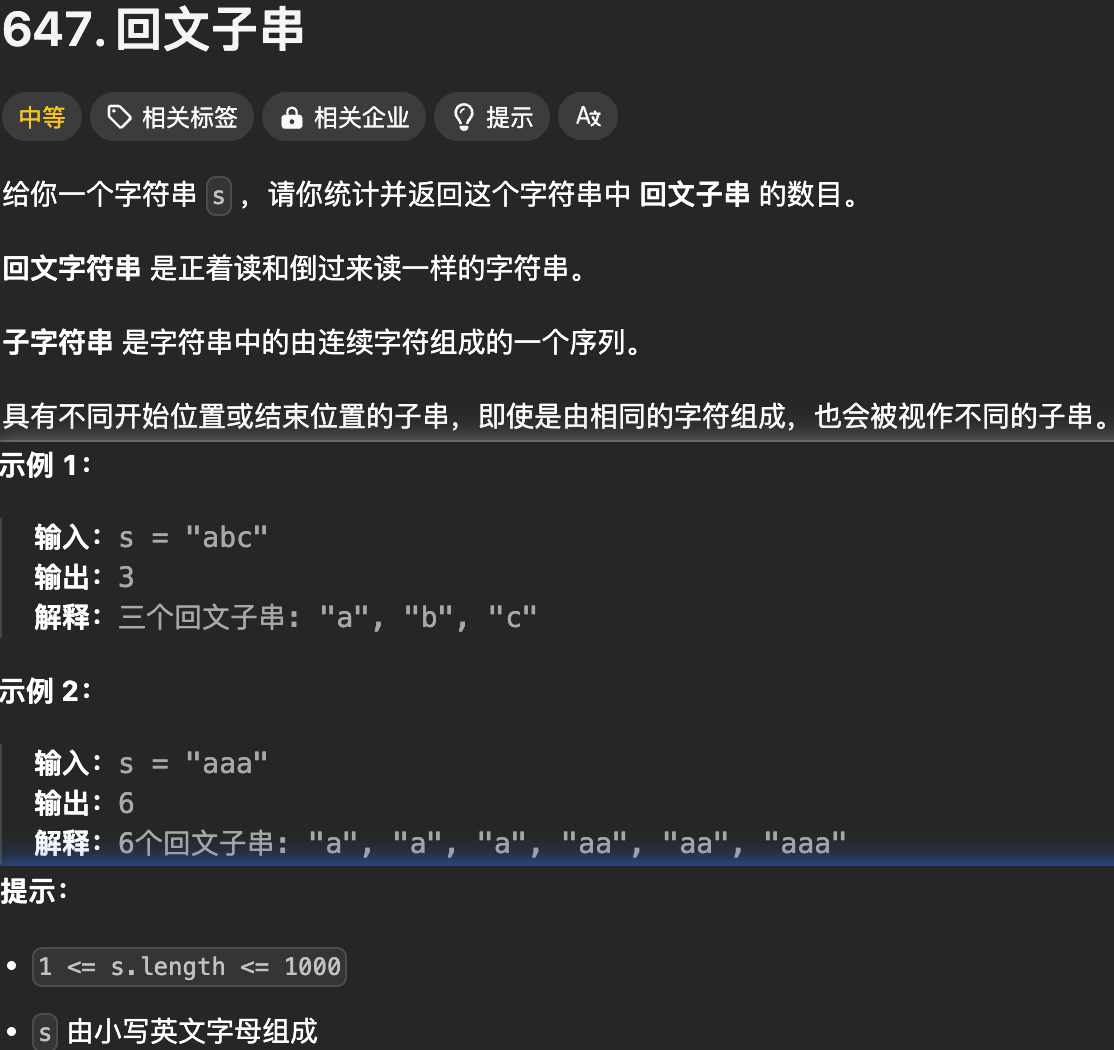 647. 回文子串
中等 相关标签 相关企业 提示 A文
给你一个字符串 s ，请你统计并返回这个字符串中 回文子串 的数目。
回文字符串 是正着读和倒过来读一样的字符串。
子字符串 是字符串中的由连续字符组成的一个序列。
具有不同开始位置或结束位置的子串，即使是由相同的字符组成，也会被视作不同的子串。
示例 1：
输入：s = "abc"
输出：3
解释：三个回文子串: "a", "b", "c"
示例 2：
输入：s = "aaa"
输出：6
解释：6个回文子串: "a", "a", "a", "aa", "aa", "aaa"
提示：
• 1 <= s.length <= 1000
• s 由小写英文字母组成